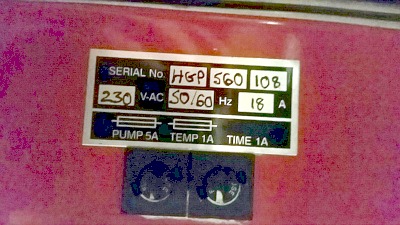 SERIAL No. HGP 560 108
230 V-AC 50/60 Hz 18 A
PUMP 5A TEMP 1A TIME 1A